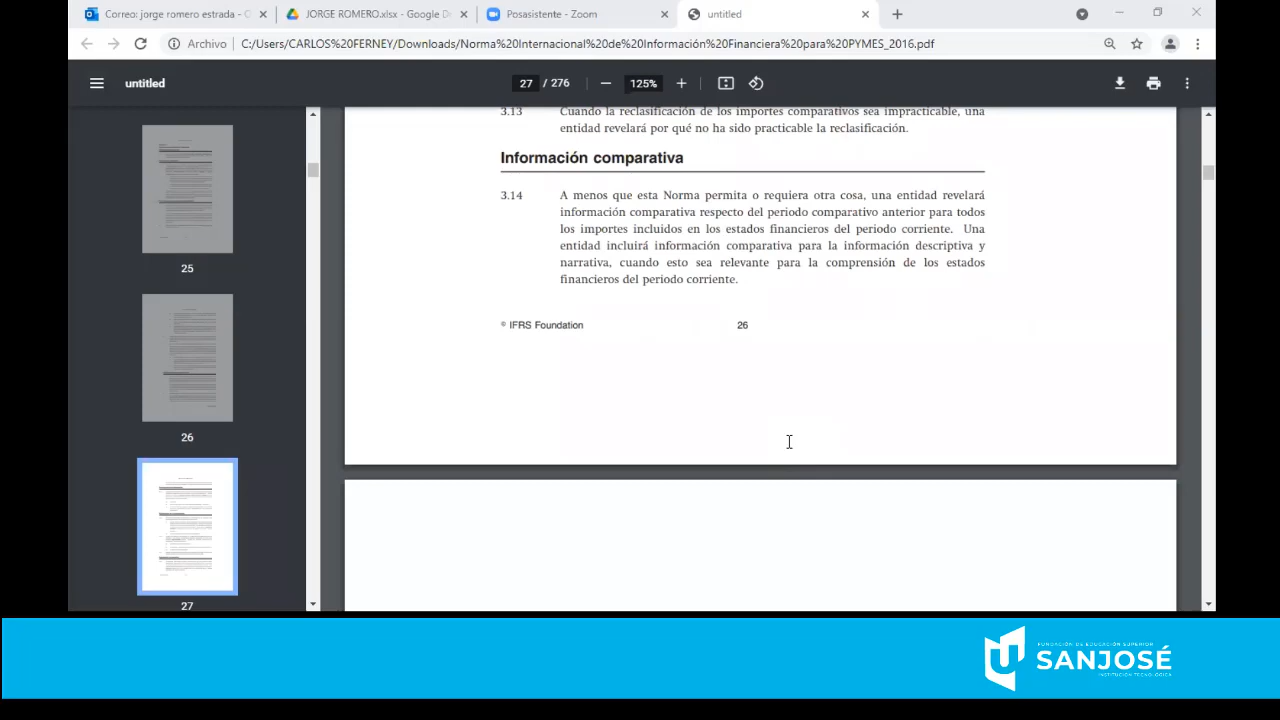 Correo: jorge romero estrada - O
JORGE ROMERO.xlsx - Google D
Posasistente - Zoom
untitled
Archivo
C:/Users/CARLOS%20FERNEY/Downloads/Norma%20Internacional%20de%20Información%20Financiera%20para%20PYMES_2016.pdf
untitled
27 / 276
125%
25
26
27
3.13 Cuando la reclasificación de los importes comparativos sea impracticable, una
entidad revelará por qué no ha sido practicable la reclasificación.
Información comparativa
3.14 A menos que esta Norma permita o requiera otra cosa, una entidad revelará
información comparativa respecto del periodo comparativo anterior para todos
los importes incluidos en los estados financieros del periodo corriente. Una
entidad incluirá información comparativa para la información descriptiva y
narrativa, cuando esto sea relevante para la comprensión de los estados
financieros del periodo corriente.
© IFRS Foundation 26
FUNDACIÓN DE EDUCACIÓN SUPERIOR
SANJOSÉ
INSTITUCIÓN TECNOLÓGICA